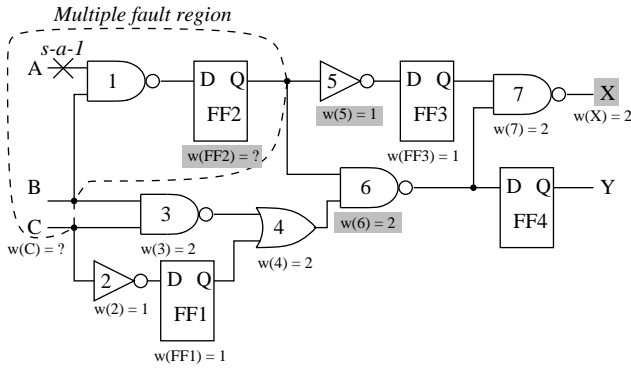 Multiple fault region
s-a-1
A
1
D Q
FF2
w(FF2) = ?
5
w(5) = 1
D Q
FF3
w(FF3) = 1
7
w(7) = 2
X
w(X) = 2
B
C
w(C) = ?
3
w(3) = 2
4
w(4) = 2
6
w(6) = 2
D Q
FF4
Y
2
w(2) = 1
D Q
FF1
w(FF1) = 1